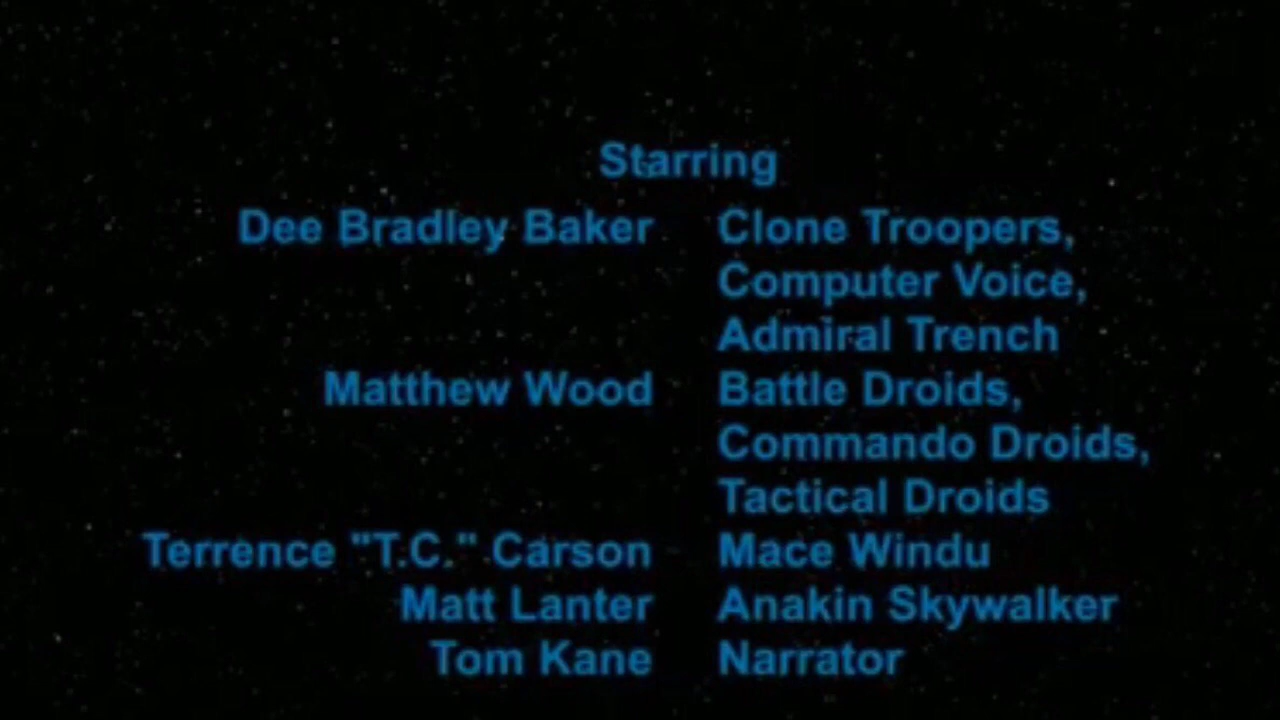 Starring
Dee Bradley Baker Clone Troopers,
Computer Voice,
Admiral Trench
Matthew Wood Battle Droids,
Commando Droids,
Tactical Droids
Terrence "T.C." Carson Mace Windu
Matt Lanter Anakin Skywalker
Tom Kane Narrator